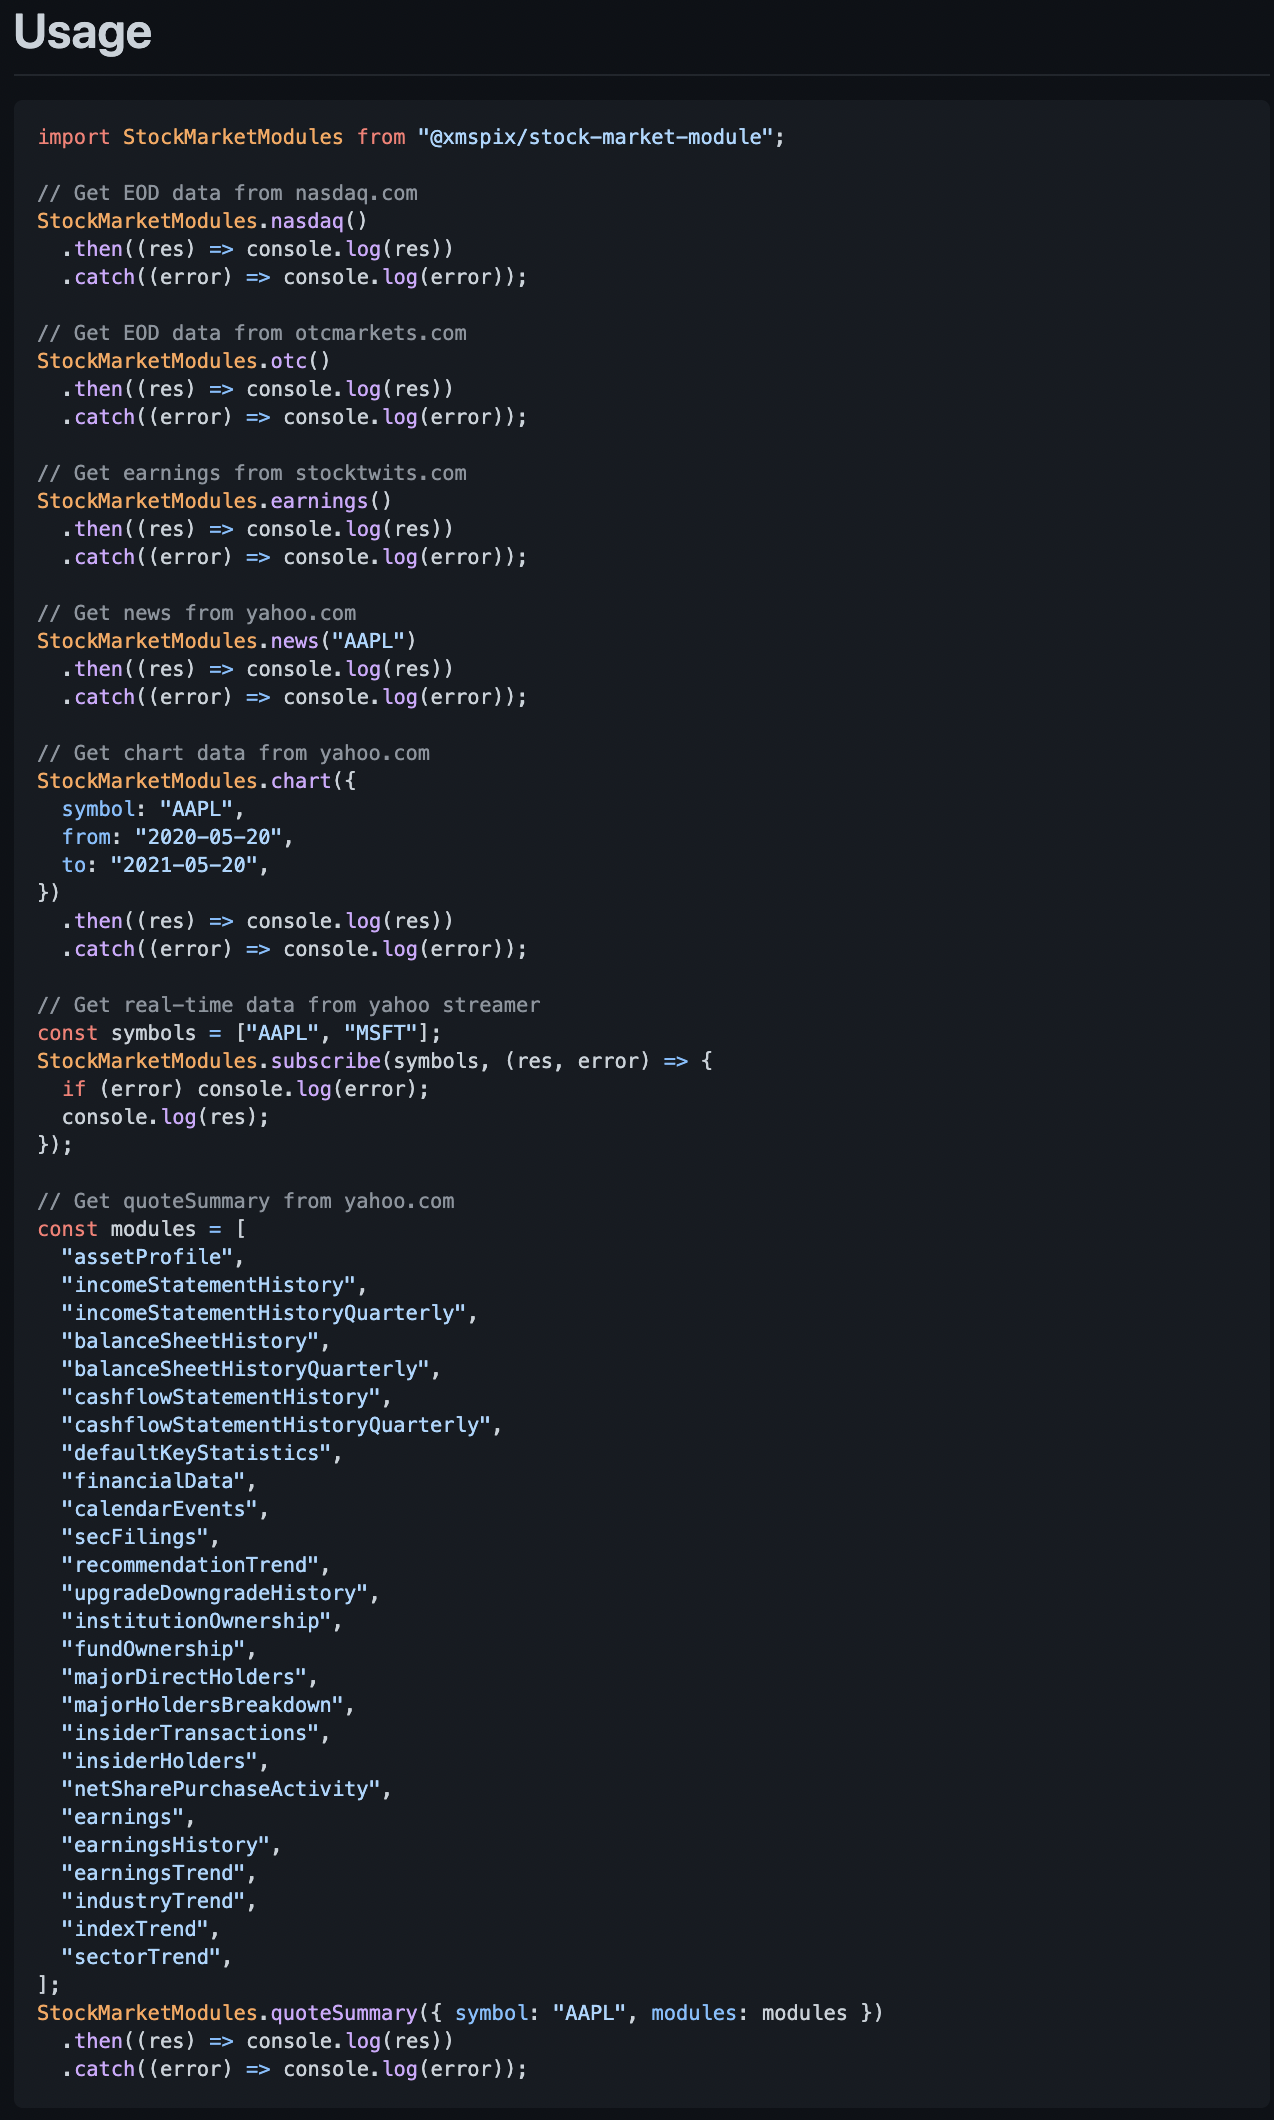 Usage
import StockMarketModules from "@xmspix/stock-market-module";
// Get EOD data from nasdaq.com
StockMarketModules.nasdaq()
  .then((res) => console.log(res))
  .catch((error) => console.log(error));
// Get EOD data from otcmarkets.com
StockMarketModules.otc()
  .then((res) => console.log(res))
  .catch((error) => console.log(error));
// Get earnings from stocktwits.com
StockMarketModules.earnings()
  .then((res) => console.log(res))
  .catch((error) => console.log(error));
// Get news from yahoo.com
StockMarketModules.news("AAPL")
  .then((res) => console.log(res))
  .catch((error) => console.log(error));
// Get chart data from yahoo.com
StockMarketModules.chart({
  symbol: "AAPL",
  from: "2020-05-20",
  to: "2021-05-20",
})
  .then((res) => console.log(res))
  .catch((error) => console.log(error));
// Get real-time data from yahoo streamer
const symbols = ["AAPL", "MSFT"];
StockMarketModules.subscribe(symbols, (res, error) => {
  if (error) console.log(error);
  console.log(res);
});
// Get quoteSummary from yahoo.com
const modules = [
  "assetProfile",
  "incomeStatementHistory",
  "incomeStatementHistoryQuarterly",
  "balanceSheetHistory",
  "balanceSheetHistoryQuarterly",
  "cashflowStatementHistory",
  "cashflowStatementHistoryQuarterly",
  "defaultKeyStatistics",
  "financialData",
  "calendarEvents",
  "secFilings",
  "recommendationTrend",
  "upgradeDowngradeHistory",
  "institutionOwnership",
  "fundOwnership",
  "majorDirectHolders",
  "majorHoldersBreakdown",
  "insiderTransactions",
  "insiderHolders",
  "netSharePurchaseActivity",
  "earnings",
  "earningsHistory",
  "earningsTrend",
  "industryTrend",
  "indexTrend",
  "sectorTrend",
];
StockMarketModules.quoteSummary({ symbol: "AAPL", modules: modules })
  .then((res) => console.log(res))
  .catch((error) => console.log(error));